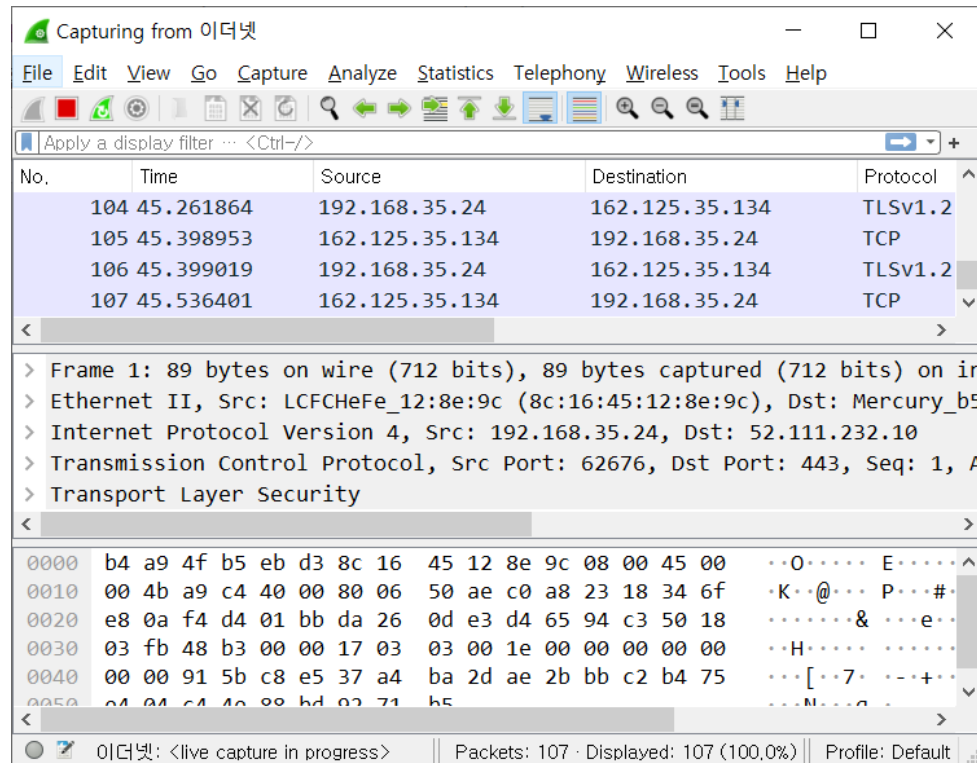 Capturing from 이더넷
File Edit View Go Capture Analyze Statistics Telephony Wireless Tools Help
Apply a display filter ... <Ctrl-/>
No. Time Source Destination Protocol
104 45.261864 192.168.35.24 162.125.35.134 TLSv1.2
105 45.398953 162.125.35.134 192.168.35.24 TCP
106 45.399019 192.168.35.24 162.125.35.134 TLSv1.2
107 45.536401 162.125.35.134 192.168.35.24 TCP
> Frame 1: 89 bytes on wire (712 bits), 89 bytes captured (712 bits) on
> Ethernet II, Src: LCFCHeFe_12:8e:9c (8c:16:45:12:8e:9c), Dst: Mercury_b5
> Internet Protocol Version 4, Src: 192.168.35.24, Dst: 52.111.232.10
> Transmission Control Protocol, Src Port: 62676, Dst Port: 443, Seq: 1,
> Transport Layer Security
0000 b4 a9 4f b5 eb d3 8c 16 45 12 8e 9c 08 00 45 00 ··O····· E·····
0010 00 4b a9 c4 40 00 80 06 50 ae c0 a8 23 18 34 6f ·K··@··· P···#·
0020 e8 0a f4 d4 01 bb da 26 0d e3 d4 65 94 c3 50 18 ·······& ···e··
0030 03 fb 48 b3 00 00 17 03 03 00 1e 00 00 00 00 00 ··H····· ······
0040 00 00 91 5b c8 e5 37 a4 ba 2d ae 2b bb c2 b4 75 ···[··7· ·-·+··
0050 e4 04 c4 4e 88 bd 92 71 b5
이더넷: <live capture in progress> Packets: 107 · Displayed: 107 (100.0%) Profile: Default